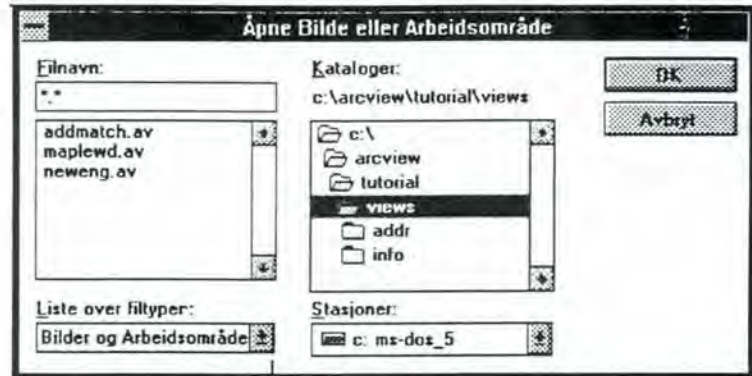 Åpne Bilde eller Arbeidsområde
Filnavn:
*.*
addmatch.av
maplewd.av
neweng.av
Liste over filtyper:
Bilder og Arbeidsområde
Kataloger:
c:\arcview\tutorial\views
c:\
arcview
tutorial
views
addr
info
Stasjoner:
c: ms-dos_5
OK
Avbryt